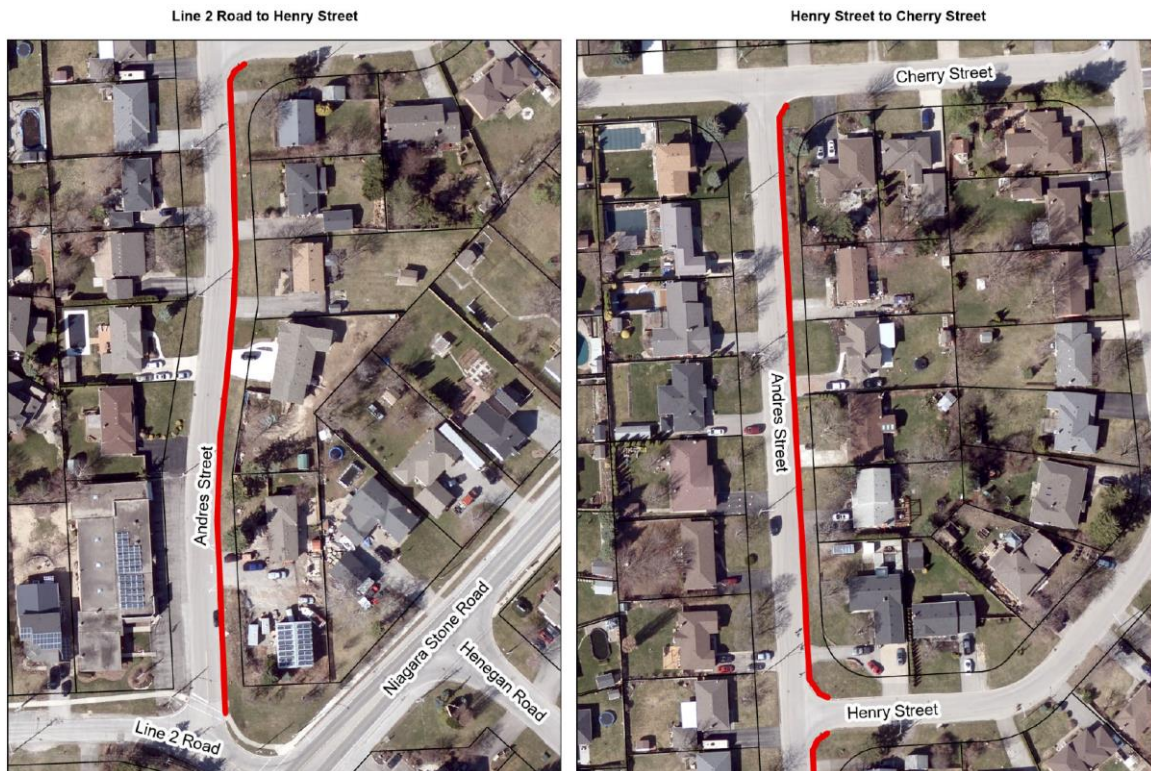 Line 2 Road to Henry Street
Henry Street to Cherry Street
Andres Street
Niagara Stone Road
Henegan Road
Line 2 Road
Cherry Street
Andres Street
Henry Street